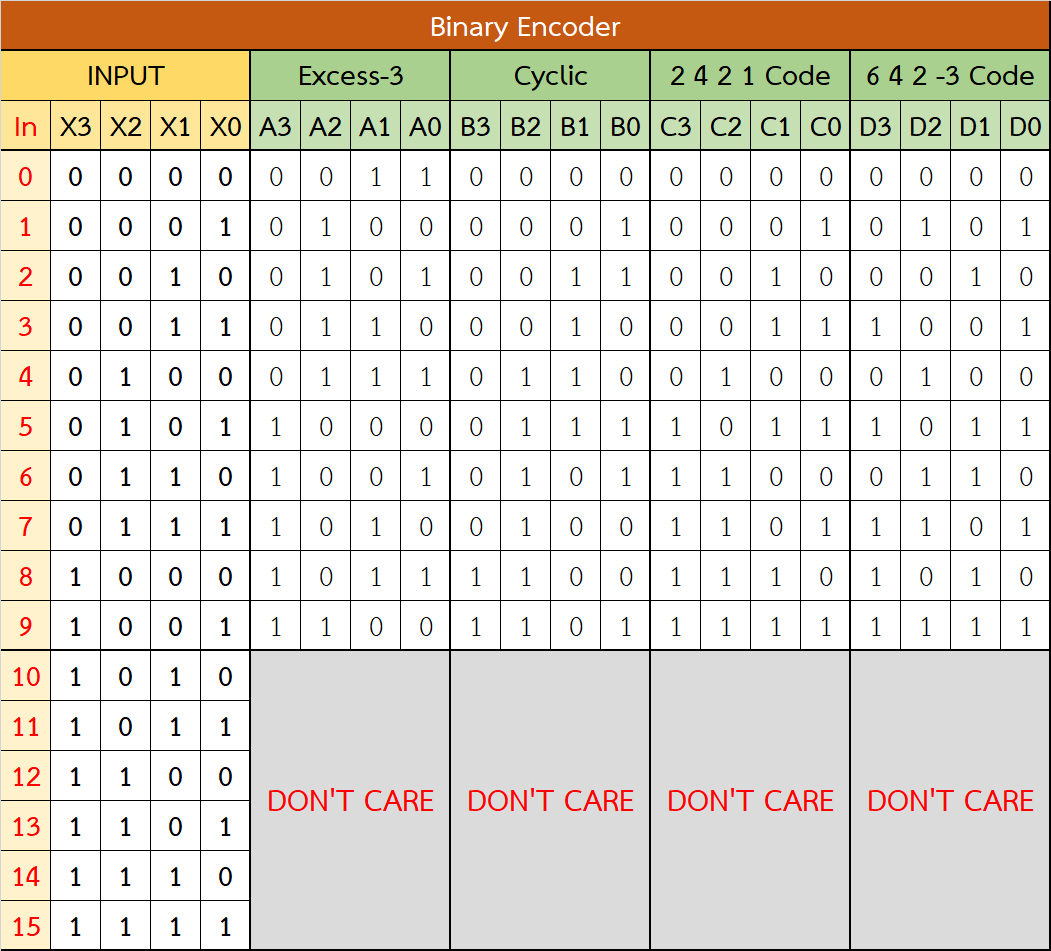 Binary Encoder
INPUT Excess-3 Cyclic 2 4 2 1 Code 6 4 2 -3 Code
In X3 X2 X1 X0 A3 A2 A1 A0 B3 B2 B1 B0 C3 C2 C1 C0 D3 D2 D1 D0
0 0 0 0 0 0 0 1 1 0 0 0 0 0 0 0 0 0 0 0 0
1 0 0 0 1 0 1 0 0 0 0 0 1 0 0 0 1 0 1 0 1
2 0 0 1 0 0 1 0 1 0 0 1 1 0 0 1 0 0 0 1 0
3 0 0 1 1 0 1 1 0 0 0 1 0 0 0 1 1 1 0 0 1
4 0 1 0 0 0 1 1 1 0 1 1 0 0 1 0 0 0 1 0 0
5 0 1 0 1 1 0 0 0 0 1 1 1 1 0 1 1 1 0 1 1
6 0 1 1 0 1 0 0 1 0 1 0 1 1 1 0 0 0 1 1 0
7 0 1 1 1 1 0 1 0 0 1 0 0 1 1 0 1 1 1 0 1
8 1 0 0 0 1 0 1 1 1 1 0 0 1 1 1 0 1 0 1 0
9 1 0 0 1 1 1 0 0 1 1 0 1 1 1 1 1 1 1 1 1
10 1 0 1 0
11 1 0 1 1
12 1 1 0 0
DON'T CARE DON'T CARE DON'T CARE DON'T CARE
13 1 1 0 1
14 1 1 1 0
15 1 1 1 1